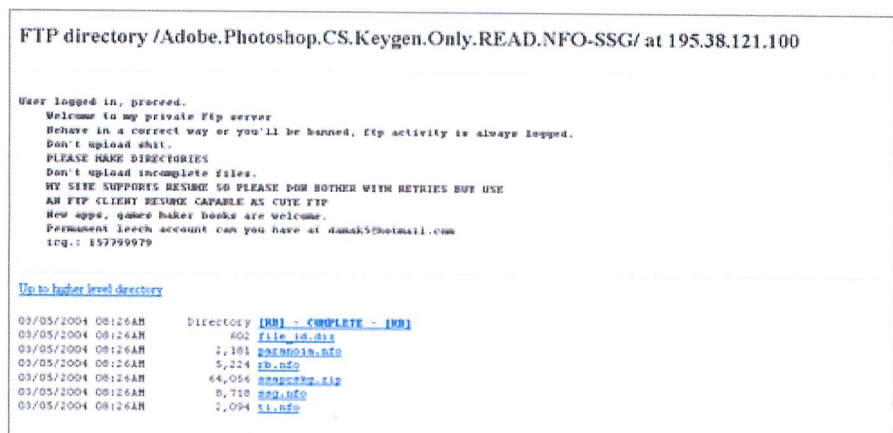 FTP directory /Adobe.Photoshop.CS.Keygen.Only.READ.NFO-SSG/ at 195.38.121.100
User logged in, proceed.
Welcome to my private Ftp server
Behave in a correct way or you'll be banned, ftp activity is always logged.
Don't upload shit.
PLEASE MAKE DIRECTORIES
Don't upload incomplete files.
MY SITE SUPPORTS RESUME SO PLEASE DON BOTHER WITH RETRIES BUT USE
AN FTP CLIENT RESUME CAPABLE AS CUTE FTP
New apps, games haker books are welcome.
Permanent leech account can you have at damak5@hotmail.com
icq.: 157799979
Up to higher level directory
03/05/2004 08:26AM Directory [RB] - COMPLETE - [RB]
03/05/2004 08:26AM 602 file_id.diz
03/05/2004 08:26AM 2,181 paranoia.nfo
03/05/2004 08:26AM 5,224 rb.nfo
03/05/2004 08:26AM 64,056
03/05/2004 08:26AM 8,718 ssg.nfo
03/05/2004 08:26AM 2,094 ti.nfo